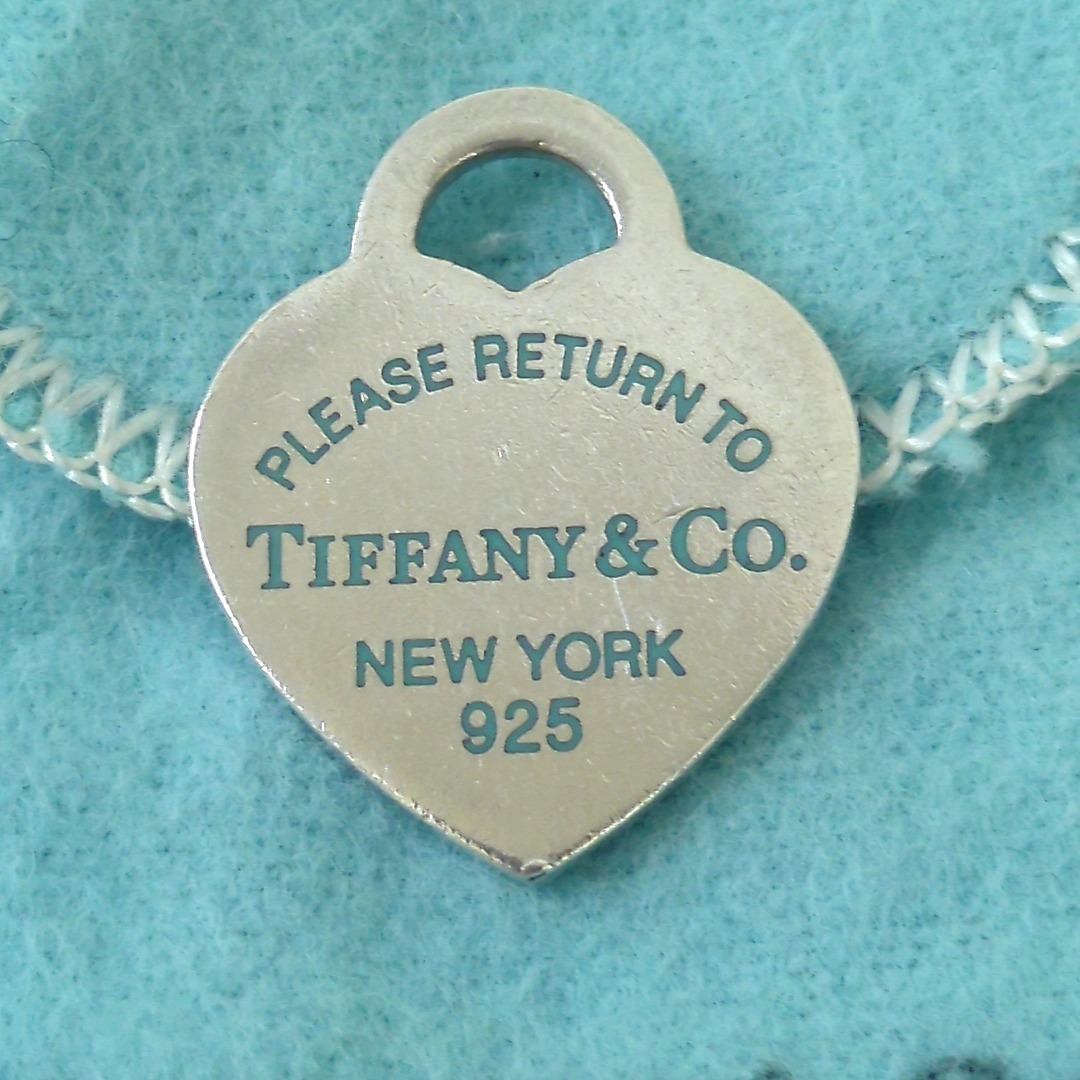 PLEASE RETURN TO
TIFFANY & CO.
NEW YORK
925